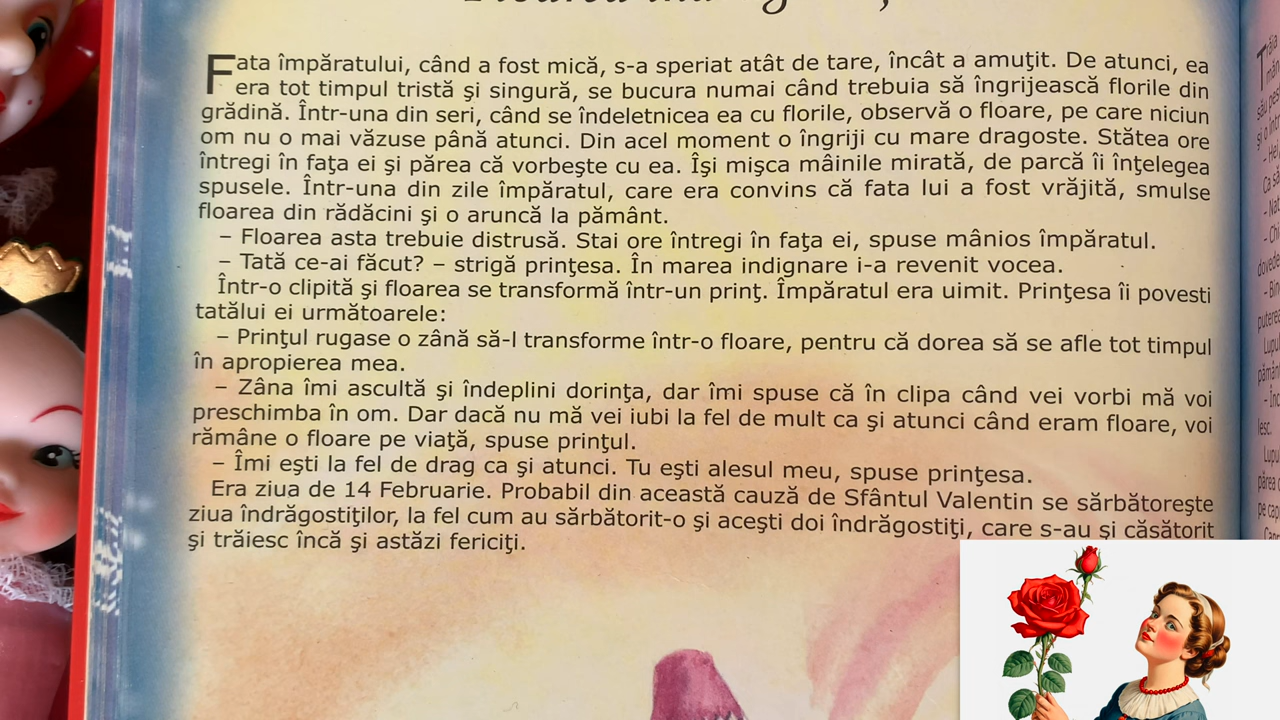 Fata împăratului, când a fost mică, s-a speriat atât de tare, încât a amuţit. De atunci, ea
era tot timpul tristă şi singură, se bucura numai când trebuia să îngrijească florile din
grădină. Într-una din seri, când se îndeletnicea ea cu florile, observă o floare, pe care niciun
om nu o mai văzuse până atunci. Din acel moment o îngriji cu mare dragoste. Stătea ore
întregi în faţa ei şi părea că vorbeşte cu ea. Îşi mişca mâinile mirată, de parcă îi înţelegea
spusele. Într-una din zile împăratul, care era convins că fata lui a fost vrăjită, smulse
floarea din rădăcini şi o aruncă la pământ.
– Floarea asta trebuie distrusă. Stai ore întregi în faţa ei, spuse mânios împăratul.
– Tată ce-ai făcut? – strigă prinţesa. În marea indignare i-a revenit vocea.
Într-o clipită şi floarea se transformă într-un prinţ. Împăratul era uimit. Prinţesa îi povesti
tatălui ei următoarele:
– Prinţul rugase o zână să-l transforme într-o floare, pentru că dorea să se afle tot timpul
în apropierea mea.
– Zâna îmi ascultă şi îndeplini dorinţa, dar îmi spuse că în clipa când vei vorbi mă voi
preschimba în om. Dar dacă nu mă vei iubi la fel de mult ca şi atunci când eram floare, voi
rămâne o floare pe viaţă, spuse prinţul.
– Îmi eşti la fel de drag ca şi atunci. Tu eşti alesul meu, spuse prinţesa.
Era ziua de 14 Februarie. Probabil din această cauză de Sfântul Valentin se sărbătoreşte
ziua îndrăgostiţilor, la fel cum au sărbătorit-o şi aceşti doi îndrăgostiţi, care s-au şi căsătorit
şi trăiesc încă şi astăzi fericiţi.